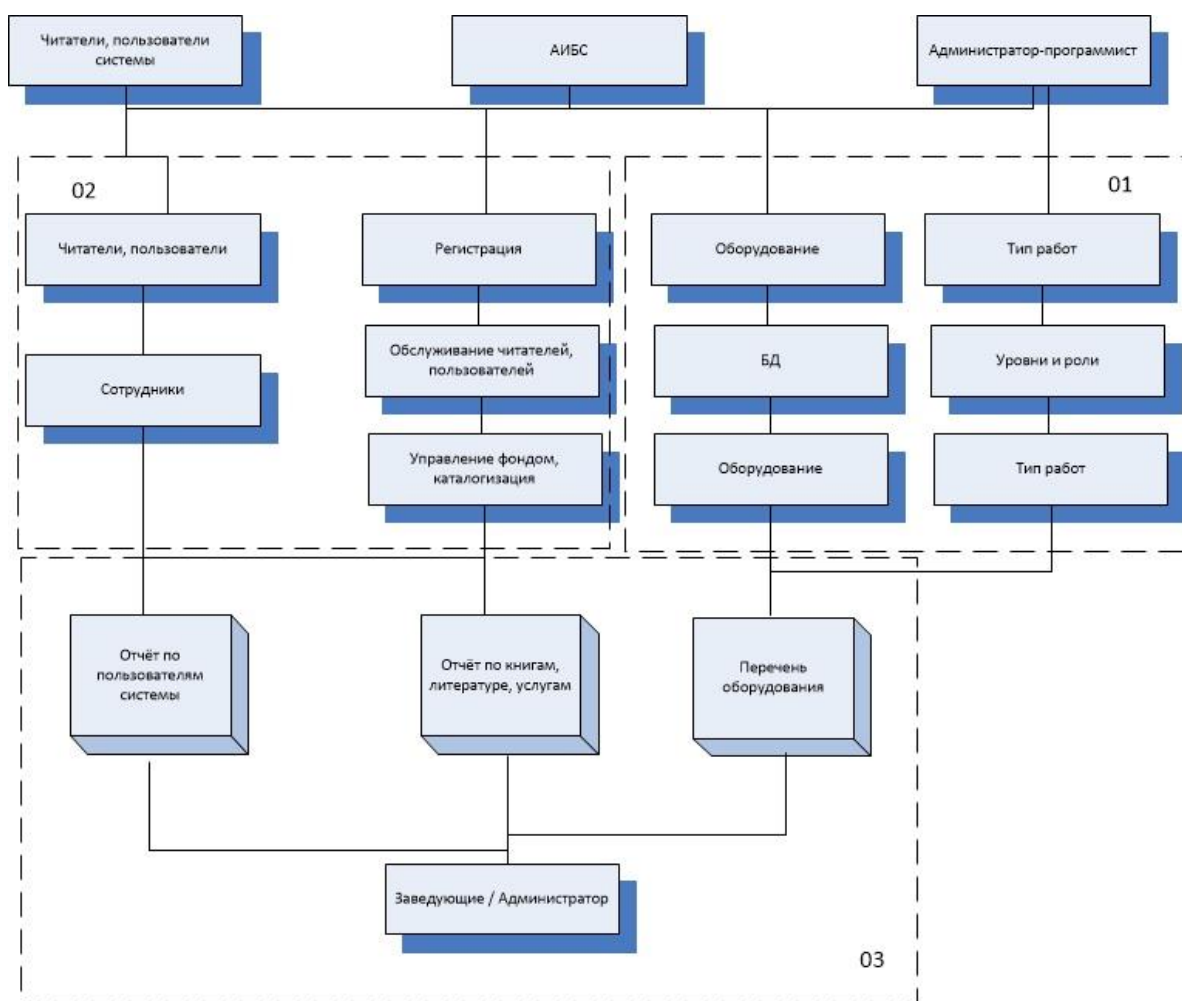 Читатели, пользователи
системы
АИБС
Администратор-программист
02
01
Читатели, пользователи
Регистрация
Оборудование
Тип работ
Сотрудники
Обслуживание читателей,
пользователей
БД
Уровни и роли
Управление фондом,
каталогизация
Оборудование
Тип работ
Отчёт по
пользователям
системы
Отчёт по книгам,
литературе, услугам
Перечень
оборудования
Заведующие / Администратор
03